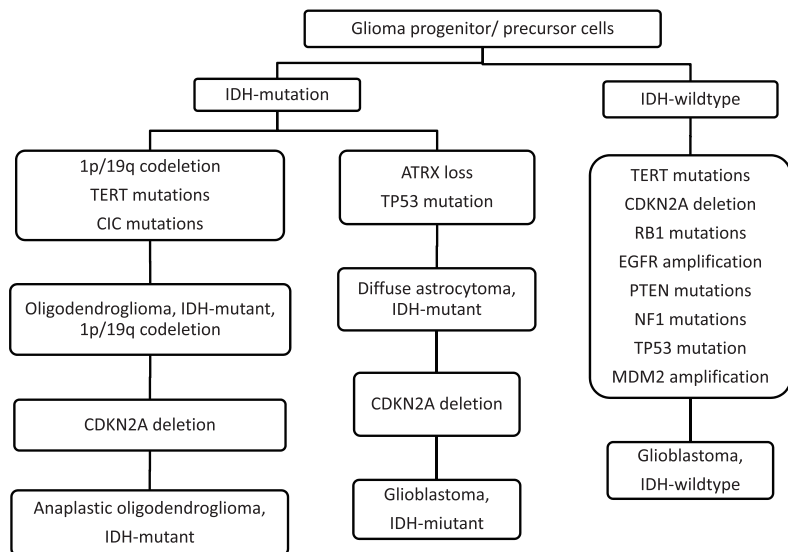 Glioma progenitor/ precursor cells
IDH-mutation
IDH-wildtype
1p/19q codeletion
TERT mutations
CIC mutations
ATRX loss
TP53 mutation
TERT mutations
CDKN2A deletion
RB1 mutations
EGFR amplification
PTEN mutations
NF1 mutations
TP53 mutation
MDM2 amplification
Oligodendroglioma, IDH-mutant,
1p/19q codeletion
Diffuse astrocytoma,
IDH-mutant
CDKN2A deletion
CDKN2A deletion
Anaplastic oligodendroglioma,
IDH-mutant
Glioblastoma,
IDH-miutant
Glioblastoma,
IDH-wildtype